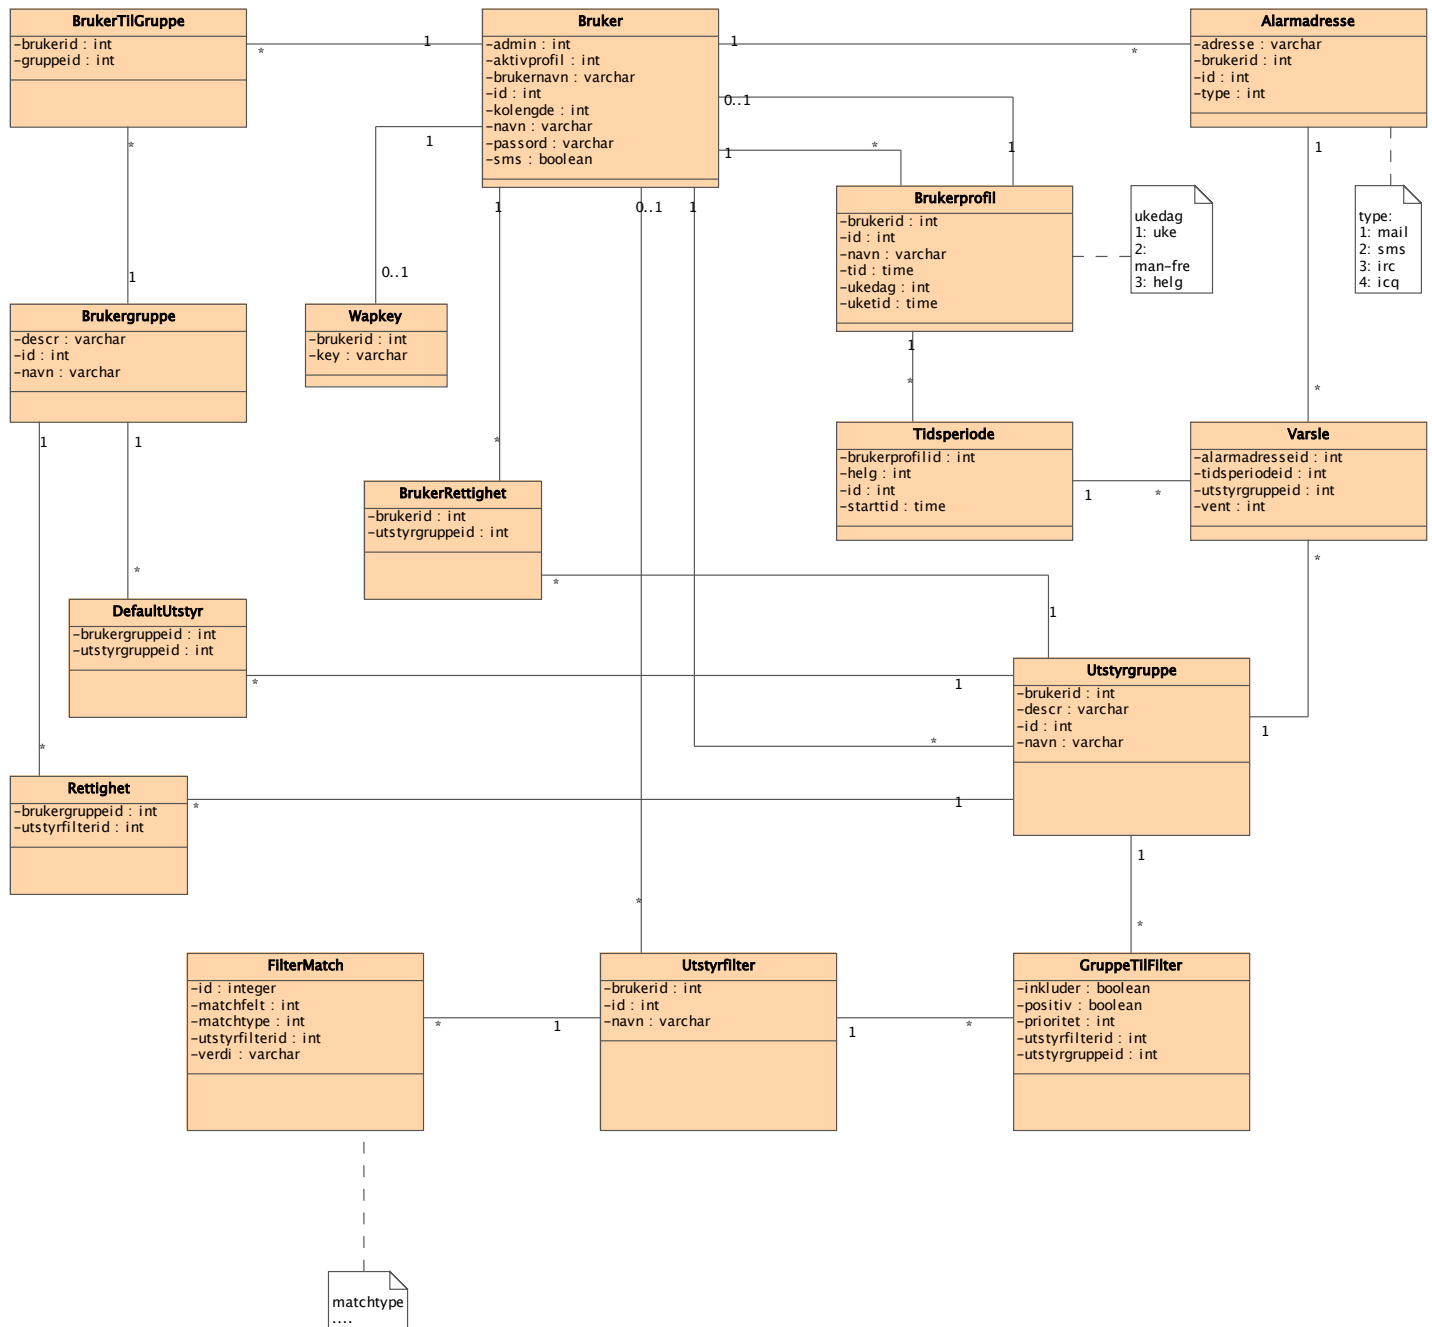 BrukerTilGruppe
-brukerid : int
-gruppeid : int
*
1
Bruker
-admin : int
-aktivprofil : int
-brukernavn : varchar
-id : int
-kolengde : int
-navn : varchar
-passord : varchar
-sms : boolean
1
*
0..1
1
1
*
1
0..1
1
0..1
1
Alarmadresse
-adresse : varchar
-brukerid : int
-id : int
-type : int
1
*
*
1
Brukerprofil
-brukerid : int
-id : int
-navn : varchar
-tid : time
-ukedag : int
-uketid : time
ukedag
1: uke
2:
man-fre
3: helg
type:
1: mail
2: sms
3: irc
4: icq
Brukergruppe
-descr : varchar
-id : int
-navn : varchar
1
1
Wapkey
-brukerid : int
-key : varchar
1
*
*
*
Tidsperiode
-brukerprofilid : int
-helg : int
-id : int
-starttid : time
1
*
Varsle
-alarmadresseid : int
-tidsperiodeid : int
-utstyrgruppeid : int
-vent : int
*
BrukerRettighet
-brukerid : int
-utstyrgruppeid : int
*
1
*
DefaultUtstyr
-brukergruppeid : int
-utstyrgruppeid : int
*
1
Utstyrgruppe
-brukerid : int
-descr : varchar
-id : int
-navn : varchar
1
*
*
Rettighet
-brukergruppeid : int
-utstyrfilterid : int
*
1
1
*
*
FilterMatch
-id : integer
-matchfelt : int
-matchtype : int
-utstyrfilterid : int
-verdi : varchar
*
1
Utstyrfilter
-brukerid : int
-id : int
-navn : varchar
1
*
GruppeTilFilter
-inkluder : boolean
-positiv : boolean
-prioritet : int
-utstyrfilterid : int
-utstyrgruppeid : int
matchtype
....